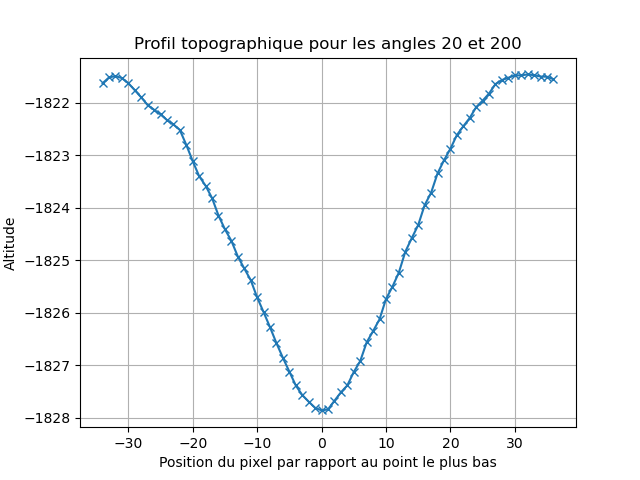 Profil topographique pour les angles 20 et 200
−1822
−1823
−1824
−1825
−1826
−1827
−1828
Altitude
−30 −20 −10 0 10 20 30
Position du pixel par rapport au point le plus bas